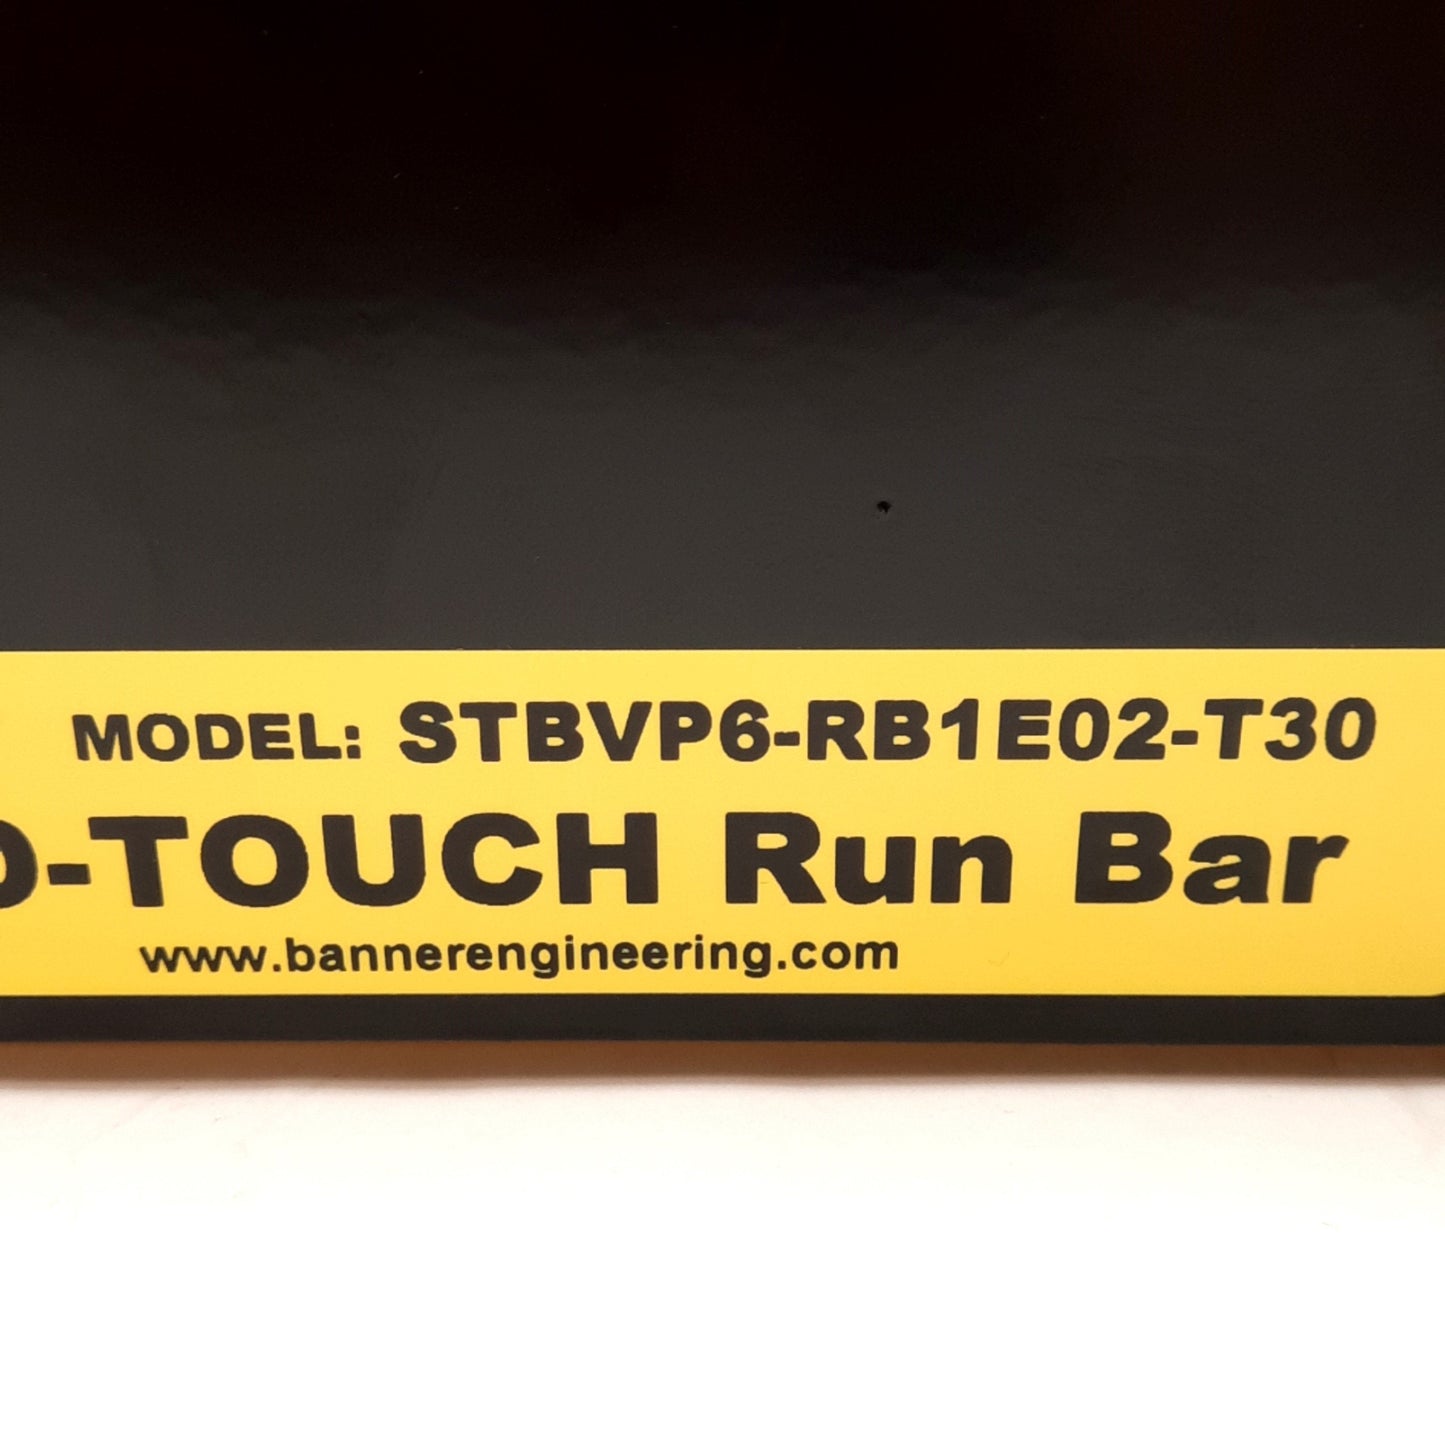 MODEL: STBVP6-RB1E02-T30
O-TOUCH Run Bar
www.bannerengineering.com